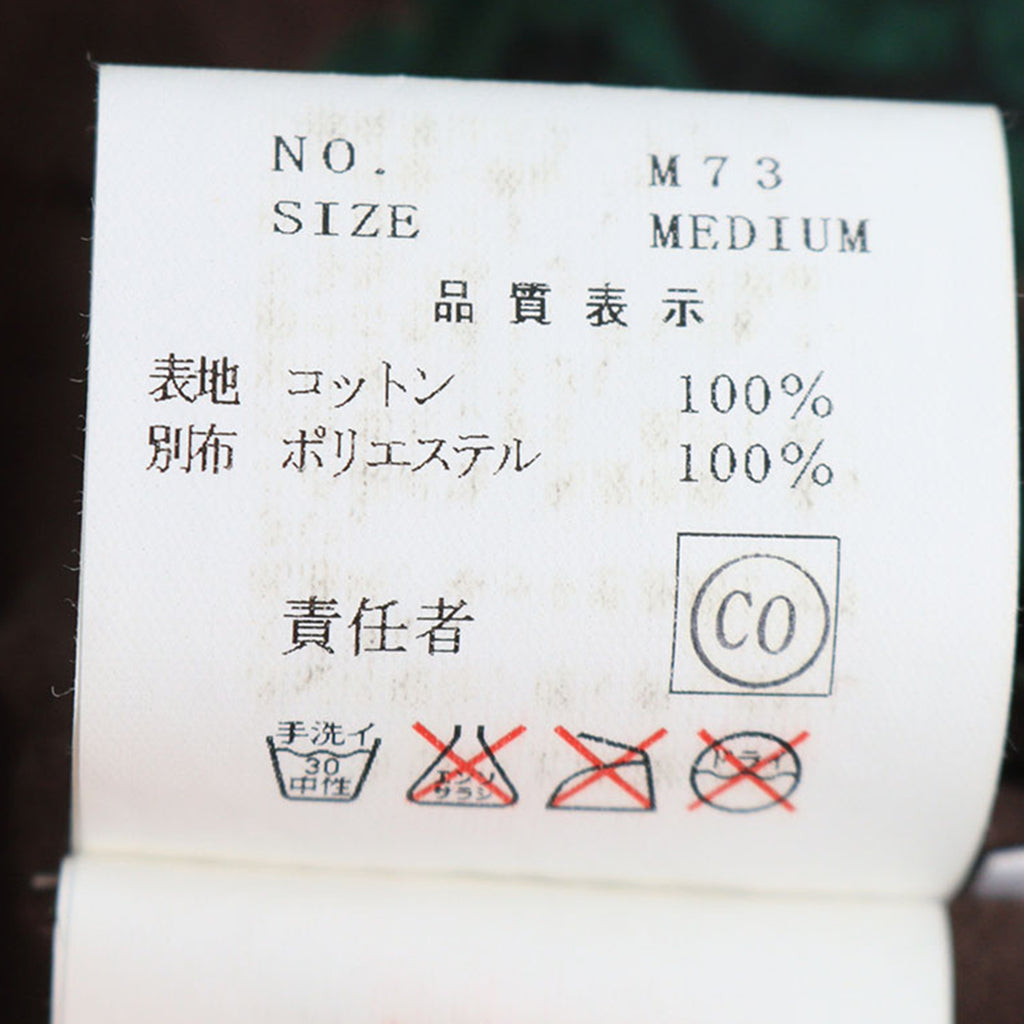 NO. M73
SIZE MEDIUM
品質表示
表地 コットン 100%
別布 ポリエステル 100%
責任者 CO
手洗イ
30
中性
エンソ
サラシ
ドライ